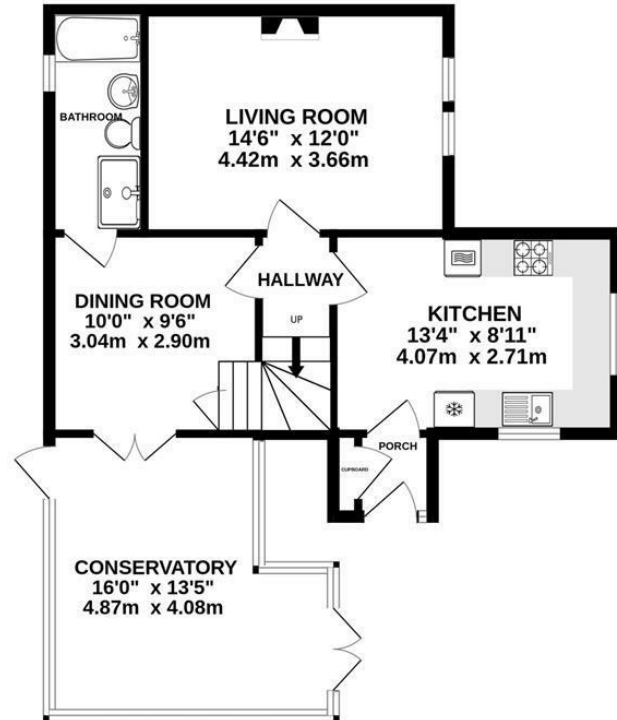 BATHROOM
LIVING ROOM
14'6" x 12'0"
4.42m x 3.66m
HALLWAY
UP
DINING ROOM
10'0" x 9'6"
3.04m x 2.90m
KITCHEN
13'4" x 8'11"
4.07m x 2.71m
PORCH
CUPBOARD
CONSERVATORY
16'0" x 13'5"
4.87m x 4.08m